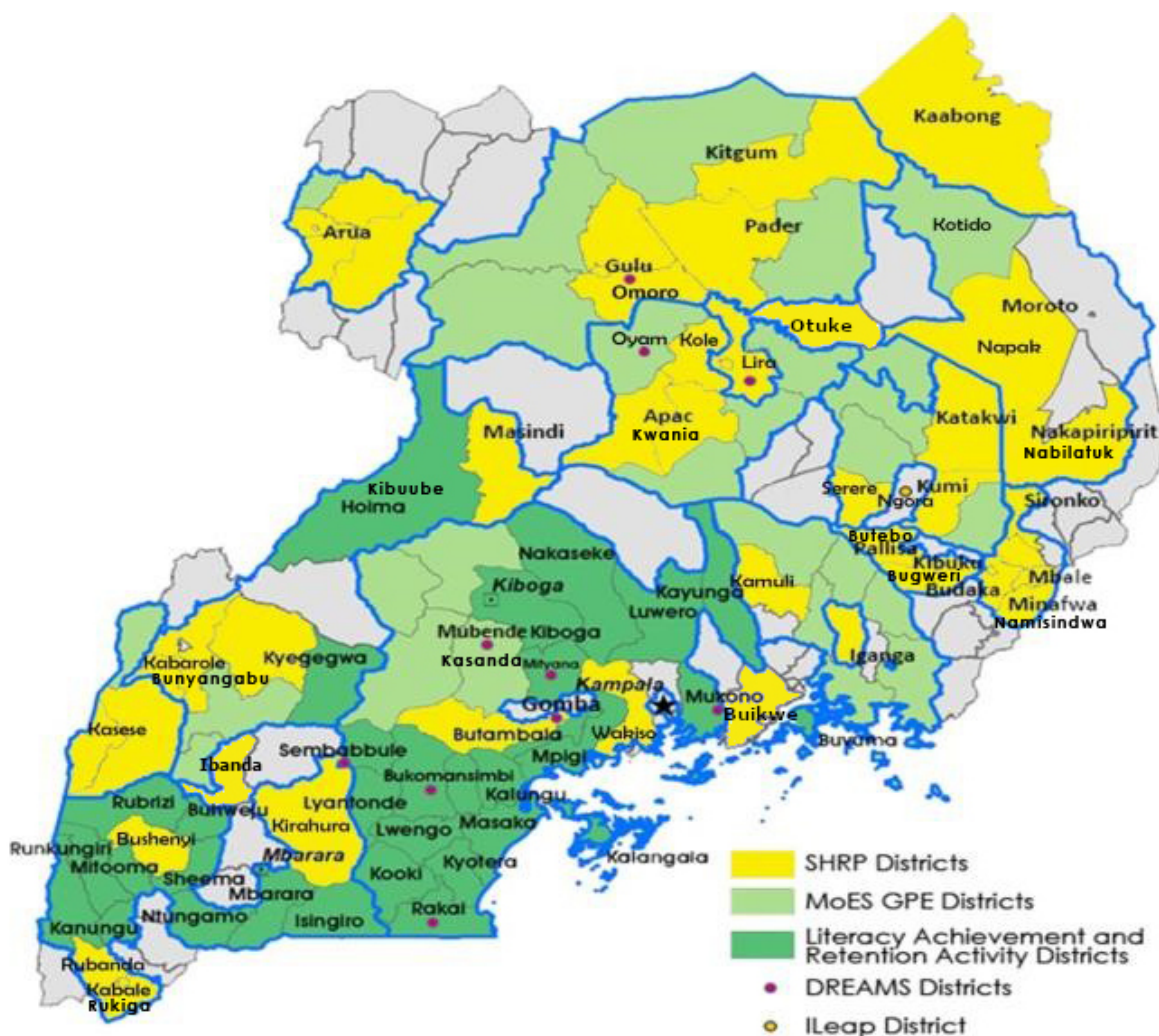 Kaabong
Kitgum
Kotido
Arua
Pader
Gulu
Omoro
Moroto
Otuke
Oyam
Kole
Napak
Lira
Apac
Kwania
Katakwi
Masindi
Nakapiripirit
Nabilatuk
Kibuube
Hoima
Serere
Kumi
Ngora
Sironko
Butebo
Pallisa
Nakaseke
Kibuku
Bugweri
Mbale
Kiboga
Kayunga
Kamuli
Budaka
Luwero
Minafwa
Namisindwa
Mubende
Kiboga
Kasanda
Mityana
Iganga
Kabarole
Bunyangabu
Kyegegwa
Kampala
Mukono
Gomba
Buikwe
Kasese
Butambala
Wakiso
Buyuma
Sembabbule
Mpigi
Ibanda
Bukomansimbi
Rubrizi
Buhweju
Lyantonde
Kalungu
Bushenyi
Kirahura
Lwengo
Masaka
Runkungiri
Mitooma
Mbarara
Kyotera
Kalangala
Sheema
Mbarara
Kooki
Ntungamo
Isingiro
Rakai
Kanungu
Rubanda
Kabale
Rukiga
SHRP Districts
MoES GPE Districts
Literacy Achievement and
Retention Activity Districts
DREAMS Districts
ILeap District